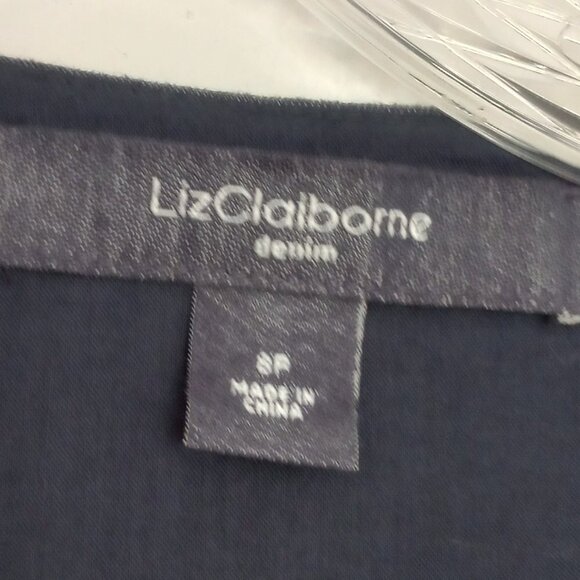 LizClaiborne
denim
8P
MADE IN
CHINA